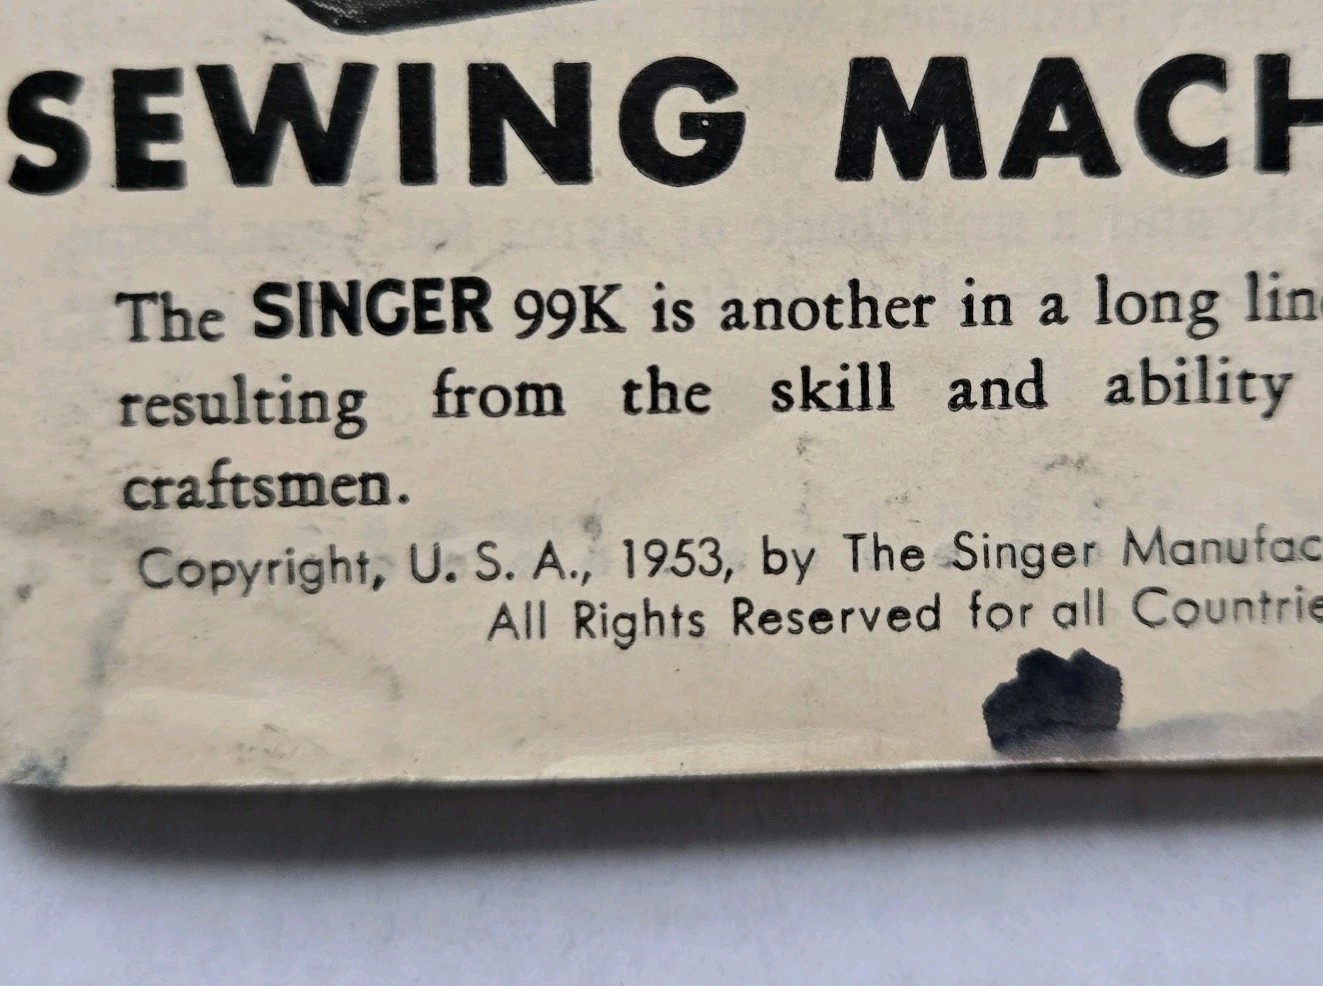 SEWING MACH
The SINGER 99K is another in a long lin
resulting from the skill and ability
craftsmen.
Copyright, U. S. A., 1953, by The Singer Manufac
All Rights Reserved for all Countrie